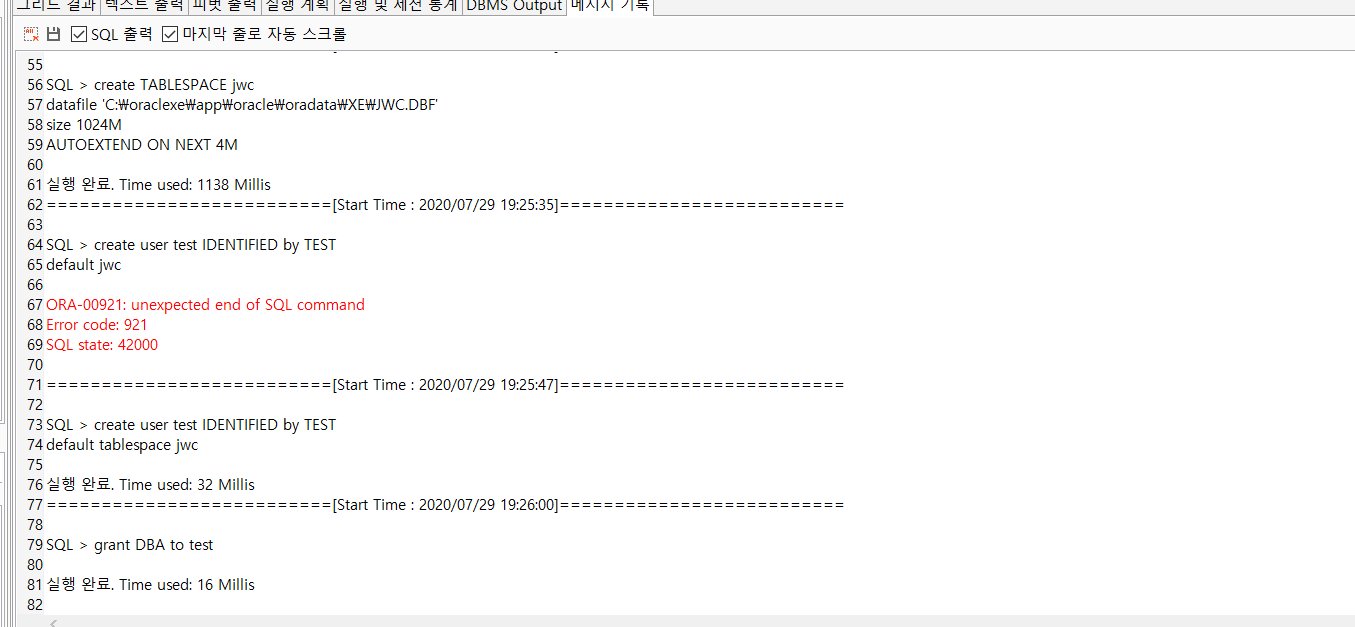 그리드 결과 텍스트 출력 피벗 출력 실행 계획 실행 및 세션 통계 DBMS Output 메시지 기록
SQL 출력 마지막 줄로 자동 스크롤
55
56 SQL > create TABLESPACE jwc
57 datafile 'C:₩oraclexe₩app₩oracle₩oradata₩XE₩JWC.DBF'
58 size 1024M
59 AUTOEXTEND ON NEXT 4M
60
61 실행 완료. Time used: 1138 Millis
62 ==========================[Start Time : 2020/07/29 19:25:35]==========================
63
64 SQL > create user test IDENTIFIED by TEST
65 default jwc
66
67 ORA-00921: unexpected end of SQL command
68 Error code: 921
69 SQL state: 42000
70
71 ==========================[Start Time : 2020/07/29 19:25:47]==========================
72
73 SQL > create user test IDENTIFIED by TEST
74 default tablespace jwc
75
76 실행 완료. Time used: 32 Millis
77 ==========================[Start Time : 2020/07/29 19:26:00]==========================
78
79 SQL > grant DBA to test
80
81 실행 완료. Time used: 16 Millis
82